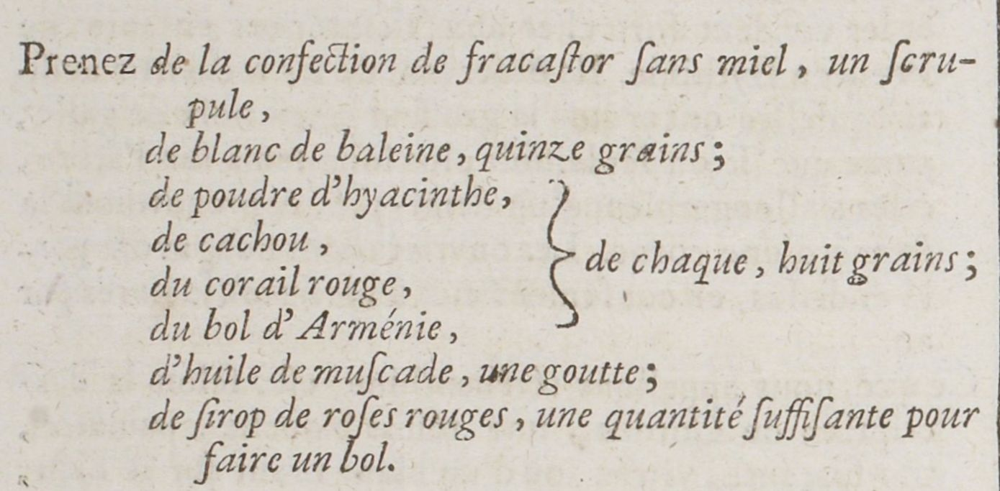 Prenez de la confection de fracaſtor ſans miel, un ſcru-
pule,
de blanc de baleine, quinze grains;
de poudre d'hyacinthe,
de cachou,
du corail rouge,
du bol d'Arménie,
} de chaque, huit grains;
d'huile de muſcade, une goutte;
de ſirop de roſes rouges, une quantité ſuffiſante pour
faire un bol.